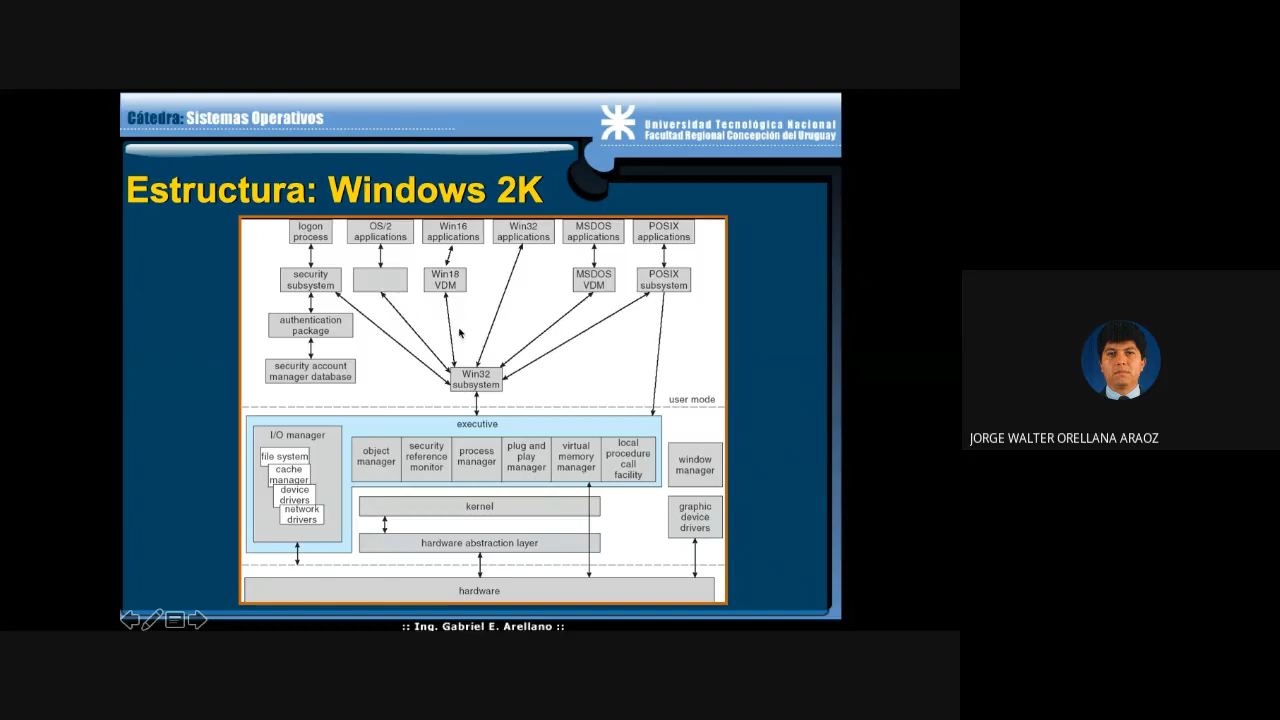 Cátedra: Sistemas Operativos
Universidad Tecnológica Nacional
Facultad Regional Concepción del Uruguay
Estructura: Windows 2K
logon
process
OS/2
applications
Win16
applications
Win32
applications
MSDOS
applications
POSIX
applications
security
subsystem
Win18
VDM
MSDOS
VDM
POSIX
subsystem
authentication
package
security account
manager database
Win32
subsystem
user mode
executive
I/O manager
file system
cache
manager
device
drivers
network
drivers
object
manager
security
reference
monitor
process
manager
plug and
play
manager
virtual
memory
manager
local
procedure
call
facility
window
manager
kernel
graphic
device
drivers
hardware abstraction layer
hardware
:: Ing. Gabriel E. Arellano ::
JORGE WALTER ORELLANA ARAOZ